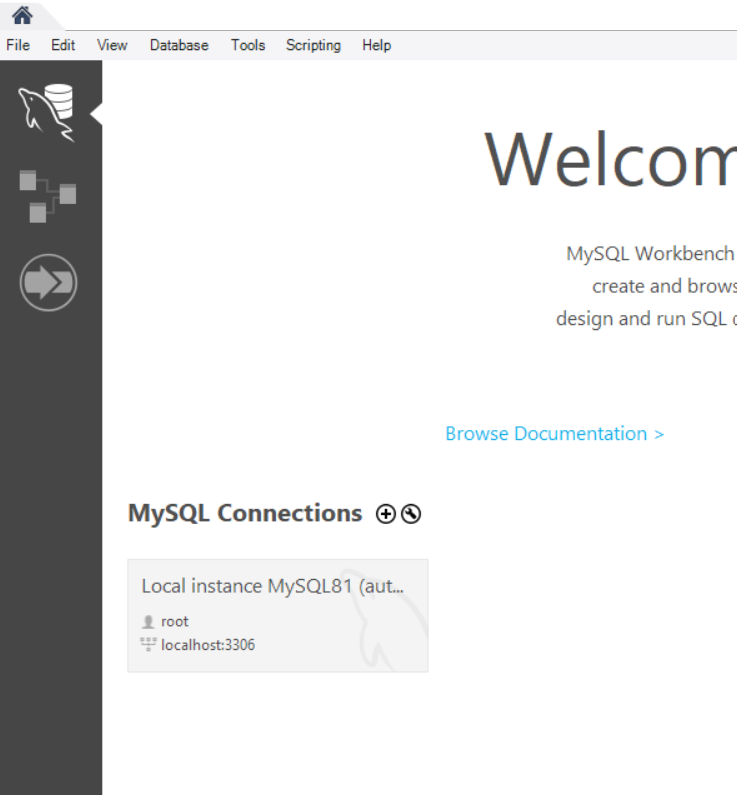 File Edit View Database Tools Scripting Help
Welcom
MySQL Workbench
create and brows
design and run SQL
Browse Documentation >
MySQL Connections
Local instance MySQL81 (aut...
root
localhost:3306